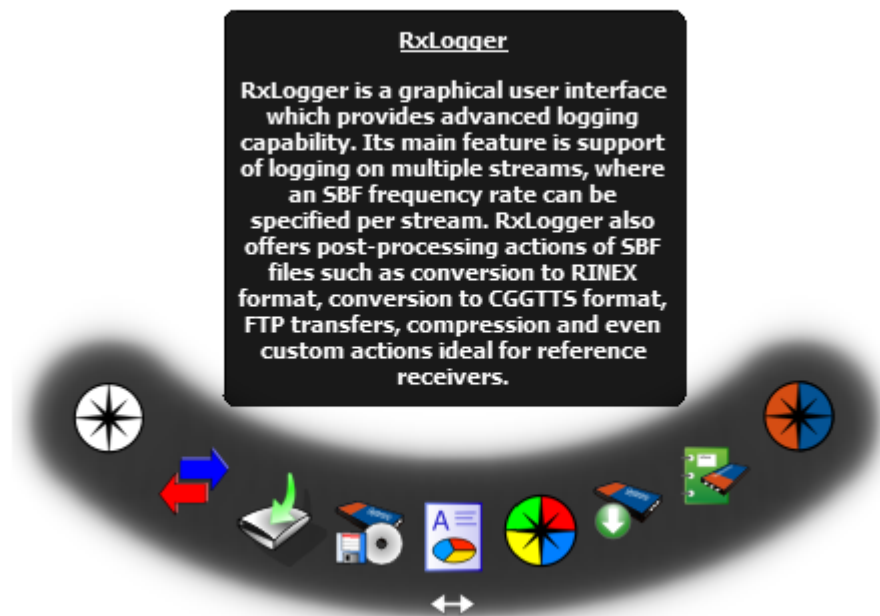 RxLogger
RxLogger is a graphical user interface
which provides advanced logging
capability. Its main feature is support
of logging on multiple streams, where
an SBF frequency rate can be
specified per stream. RxLogger also
offers post-processing actions of SBF
files such as conversion to RINEX
format, conversion to CGGTTS format,
FTP transfers, compression and even
custom actions ideal for reference
receivers.
A